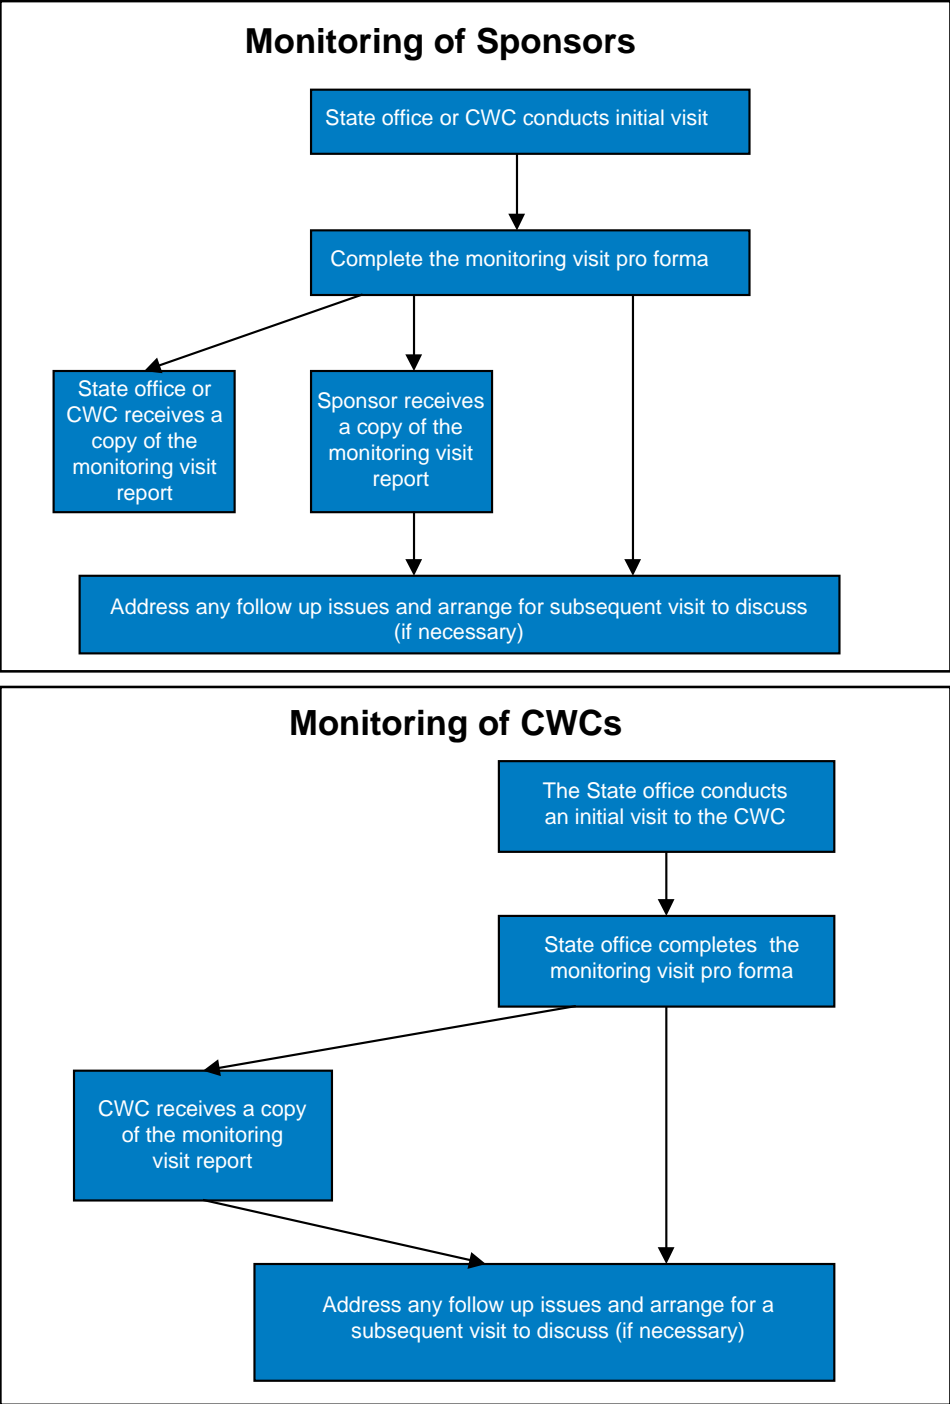 Monitoring of Sponsors
State office or CWC conducts initial visit
Complete the monitoring visit pro forma
State office or
CWC receives a
copy of the
monitoring visit
report
Sponsor receives
a copy of the
monitoring visit
report
Address any follow up issues and arrange for subsequent visit to discuss
(if necessary)
Monitoring of CWCs
The State office conducts
an initial visit to the CWC
State office completes  the
monitoring visit pro forma
CWC receives a copy
of the monitoring
visit report
Address any follow up issues and arrange for a
subsequent visit to discuss (if necessary)